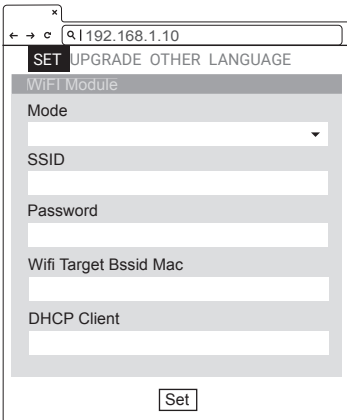 192.168.1.10
SET UPGRADE OTHER LANGUAGE
WiFI Module
Mode
SSID
Password
Wifi Target Bssid Mac
DHCP Client
Set